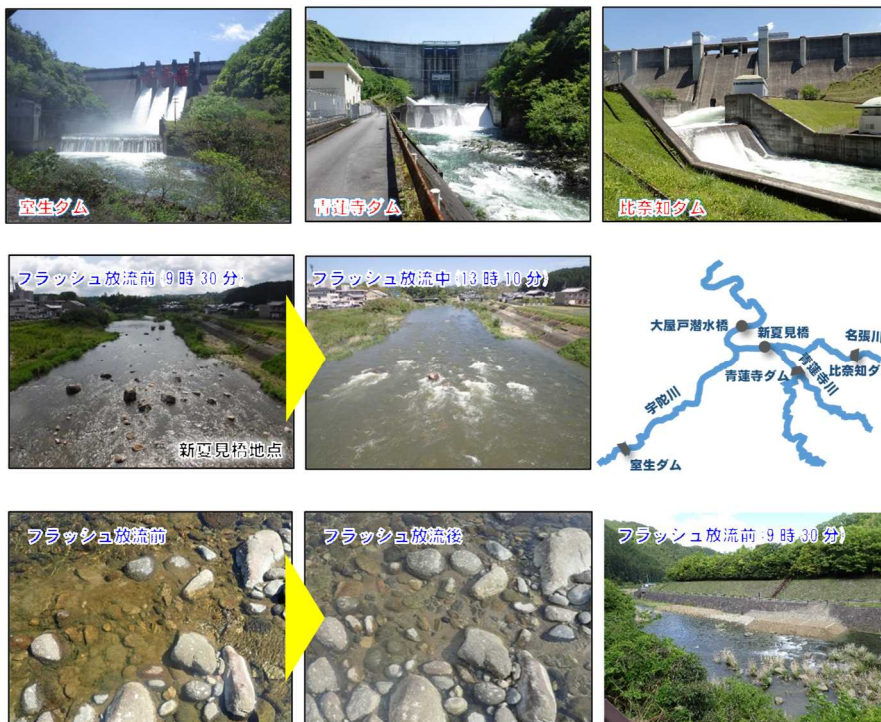 室生ダム
青蓮寺ダム
比奈知ダム
フラッシュ放流前(9時30分)
フラッシュ放流中(13時10分)
新夏見橋地点
大屋戸潜水橋
新夏見橋
名張川
青蓮寺ダム
青蓮寺川
比奈知ダ
宇陀川
室生ダム
フラッシュ放流前
フラッシュ放流後
フラッシュ放流前(9時30分)